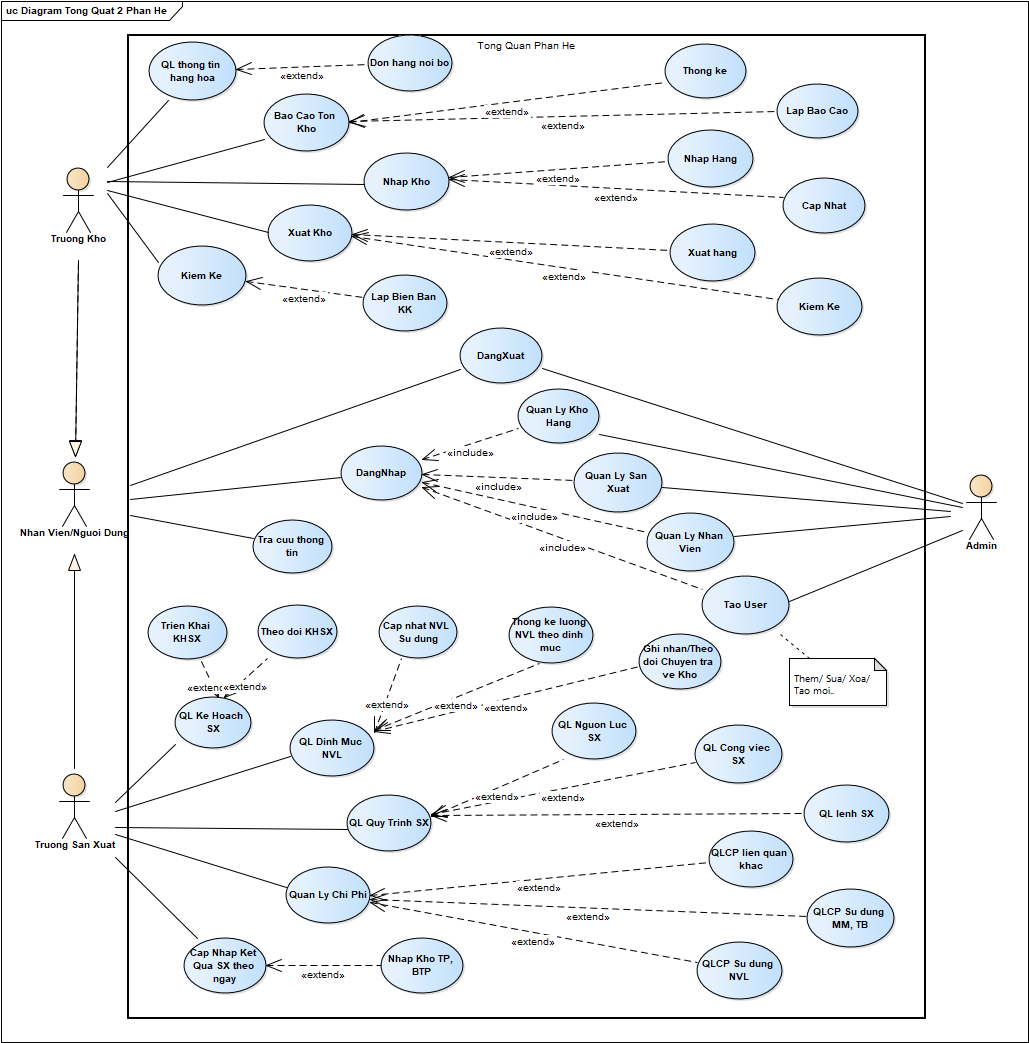 uc Diagram Tong Quat 2 Phan He
Tong Quan Phan He
QL thong tin
hang hoa
«extend»
Don hang noi bo
Thong ke
Bao Cao Ton
Kho
«extend»
«extend»
Lap Bao Cao
Nhap Hang
Nhap Kho
«extend»
«extend»
Cap Nhat
Truong Kho
Xuat Kho
«extend»
Xuat hang
Kiem Ke
«extend»
«extend»
Lap Bien Ban
KK
Kiem Ke
DangXuat
Quan Ly Kho
Hang
DangNhap
«include»
Quan Ly San
Xuat
«include»
«include»
Quan Ly Nhan
Vien
«include»
Nhan Vien/Nguoi Dung
Tra cuu thong
tin
Admin
Tao User
Them/ Sua/ Xoa/
Tao moi..
Trien Khai
KHSX
Theo doi KHSX
Cap nhat NVL
Su dung
Thong ke luong
NVL theo dinh
muc
Ghi nhan/Theo
doi Chuyen tra
ve Kho
«extend»
«extend»
«extend»
«extend»
«extend»
QL Ke Hoach
SX
QL Dinh Muc
NVL
QL Nguon Luc
SX
QL Cong viec
SX
«extend»
«extend»
QL Quy Trinh SX
«extend»
QL lenh SX
Truong San Xuat
QLCP lien quan
khac
Quan Ly Chi Phi
«extend»
«extend»
QLCP Su dung
MM, TB
«extend»
Cap Nhap Ket
Qua SX theo
ngay
«extend»
Nhap Kho TP,
BTP
QLCP Su dung
NVL